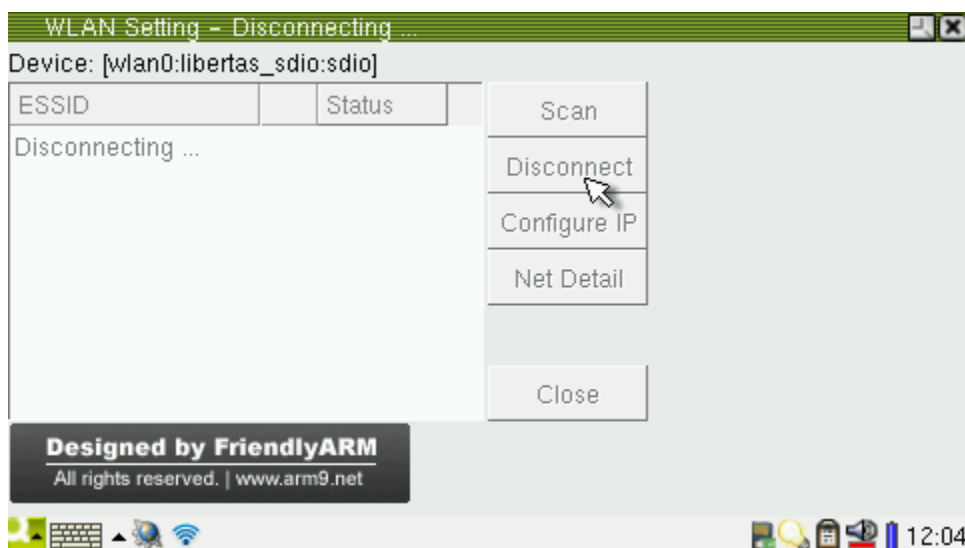 WLAN Setting - Disconnecting ...
Device: [wlan0:libertas_sdio:sdio]
ESSID Status
Disconnecting ...
Scan
Disconnect
Configure IP
Net Detail
Close
Designed by FriendlyARM
All rights reserved. | www.arm9.net
12:04